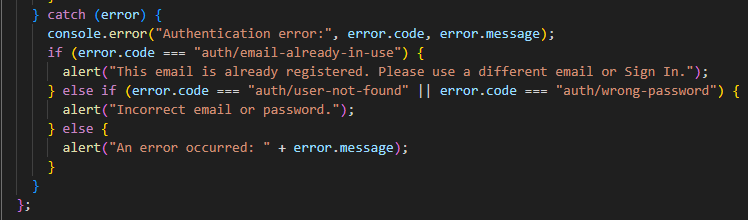 } catch (error) {
console.error("Authentication error:", error.code, error.message);
if (error.code === "auth/email-already-in-use") {
alert("This email is already registered. Please use a different email or Sign In.");
} else if (error.code === "auth/user-not-found" || error.code === "auth/wrong-password") {
alert("Incorrect email or password.");
} else {
alert("An error occurred: " + error.message);
}
}
};